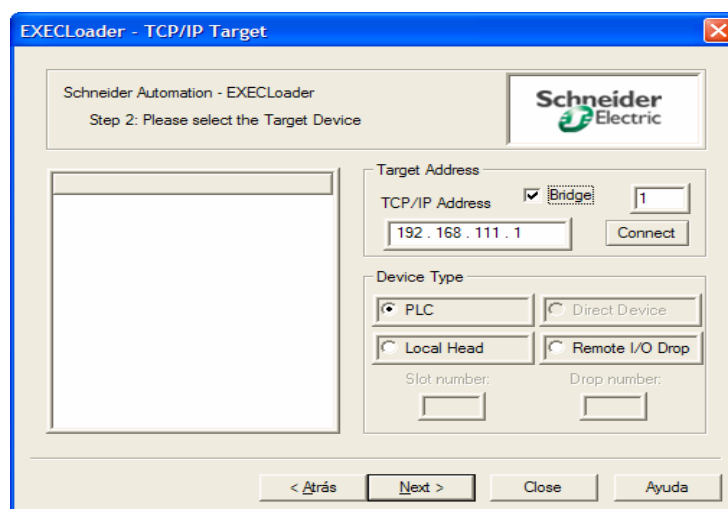 EXECLoader - TCP/IP Target
Schneider Automation - EXECLoader
Step 2: Please select the Target Device
Schneider
Electric
Target Address
TCP/IP Address
Bridge
1
192 . 168 . 111 . 1
Connect
Device Type
PLC
Direct Device
Local Head
Remote I/O Drop
Slot number:
Drop number:
< Atrás
Next >
Close
Ayuda